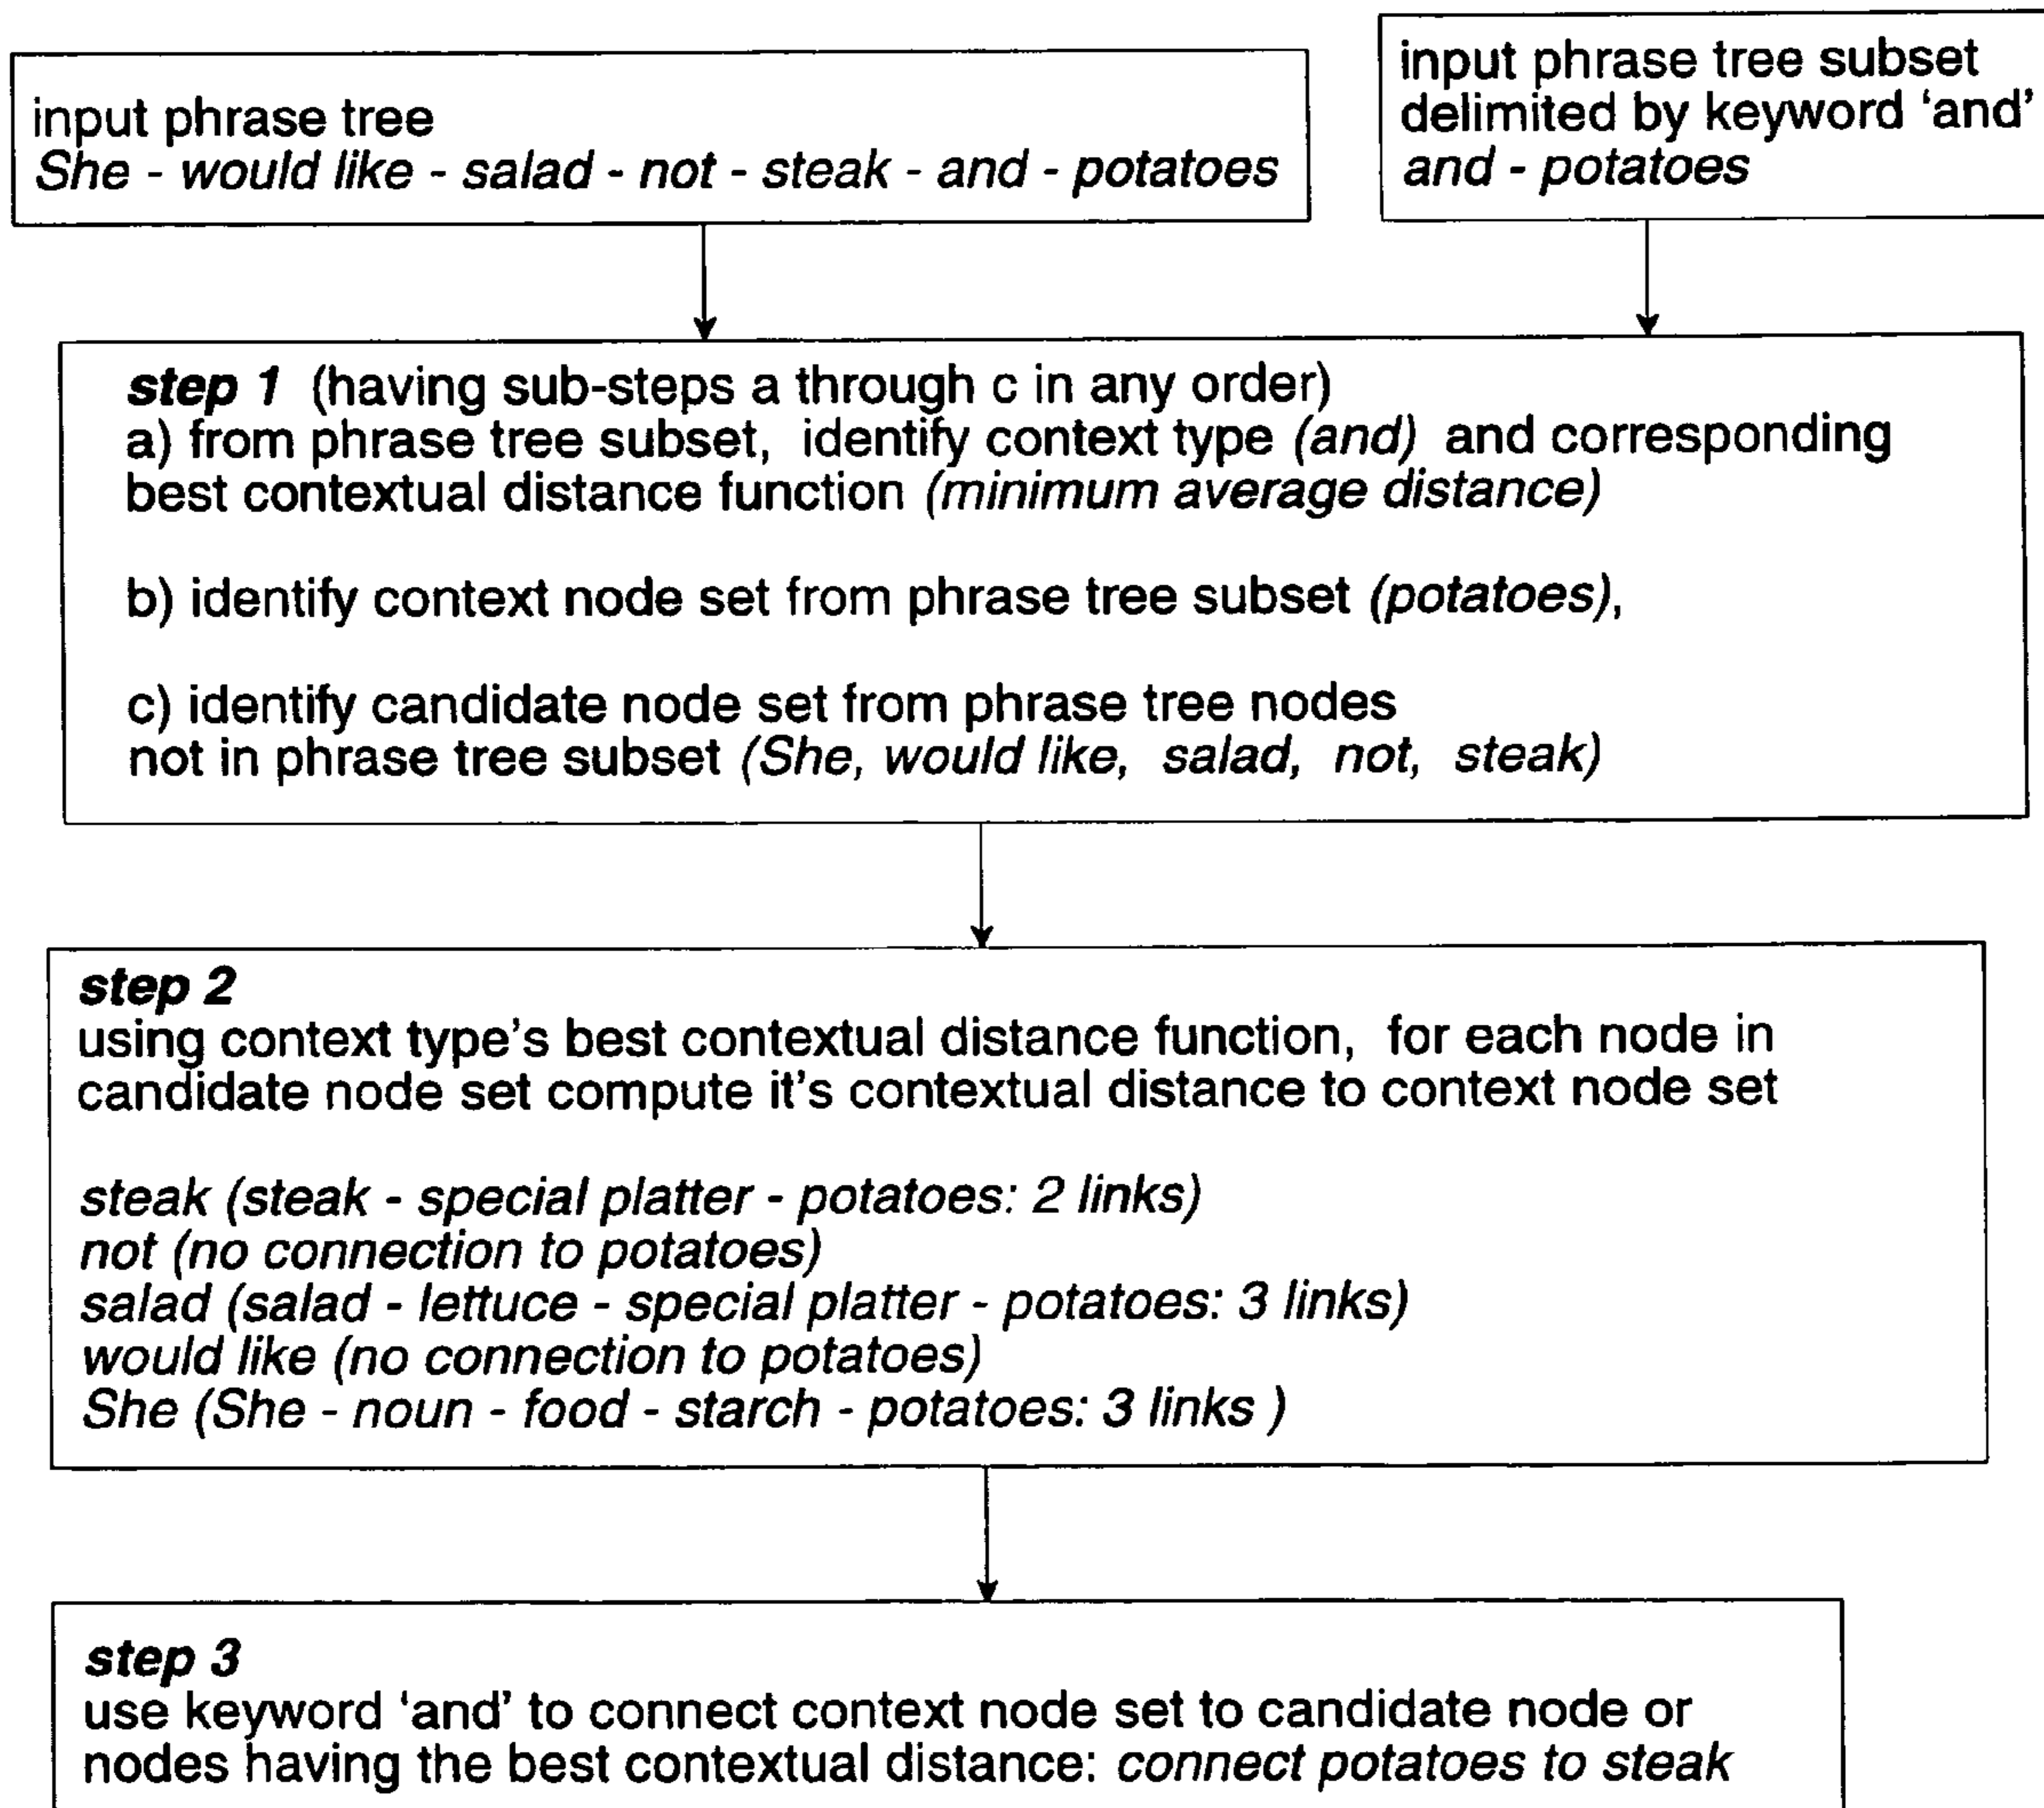 input phrase tree
She - would like - salad - not - steak - and - potatoes
input phrase tree subset
delimited by keyword ‘and’
and - potatoes
step 1 (having sub-steps a through c in any order)
a) from phrase tree subset, identify context type (and) and corresponding
best contextual distance function (minimum average distance)
b) identify context node set from phrase tree subset (potatoes),
c) identify candidate node set from phrase tree nodes
not in phrase tree subset (She, would like, salad, not, steak)
step 2
using context type’s best contextual distance function, for each node in
candidate node set compute it’s contextual distance to context node set
steak (steak - special platter - potatoes: 2 links)
not (no connection to potatoes)
salad (salad - lettuce - special platter - potatoes: 3 links)
would like (no connection to potatoes)
She (She - noun - food - starch - potatoes: 3 links )
step 3
use keyword ‘and’ to connect context node set to candidate node or
nodes having the best contextual distance: connect potatoes to steak